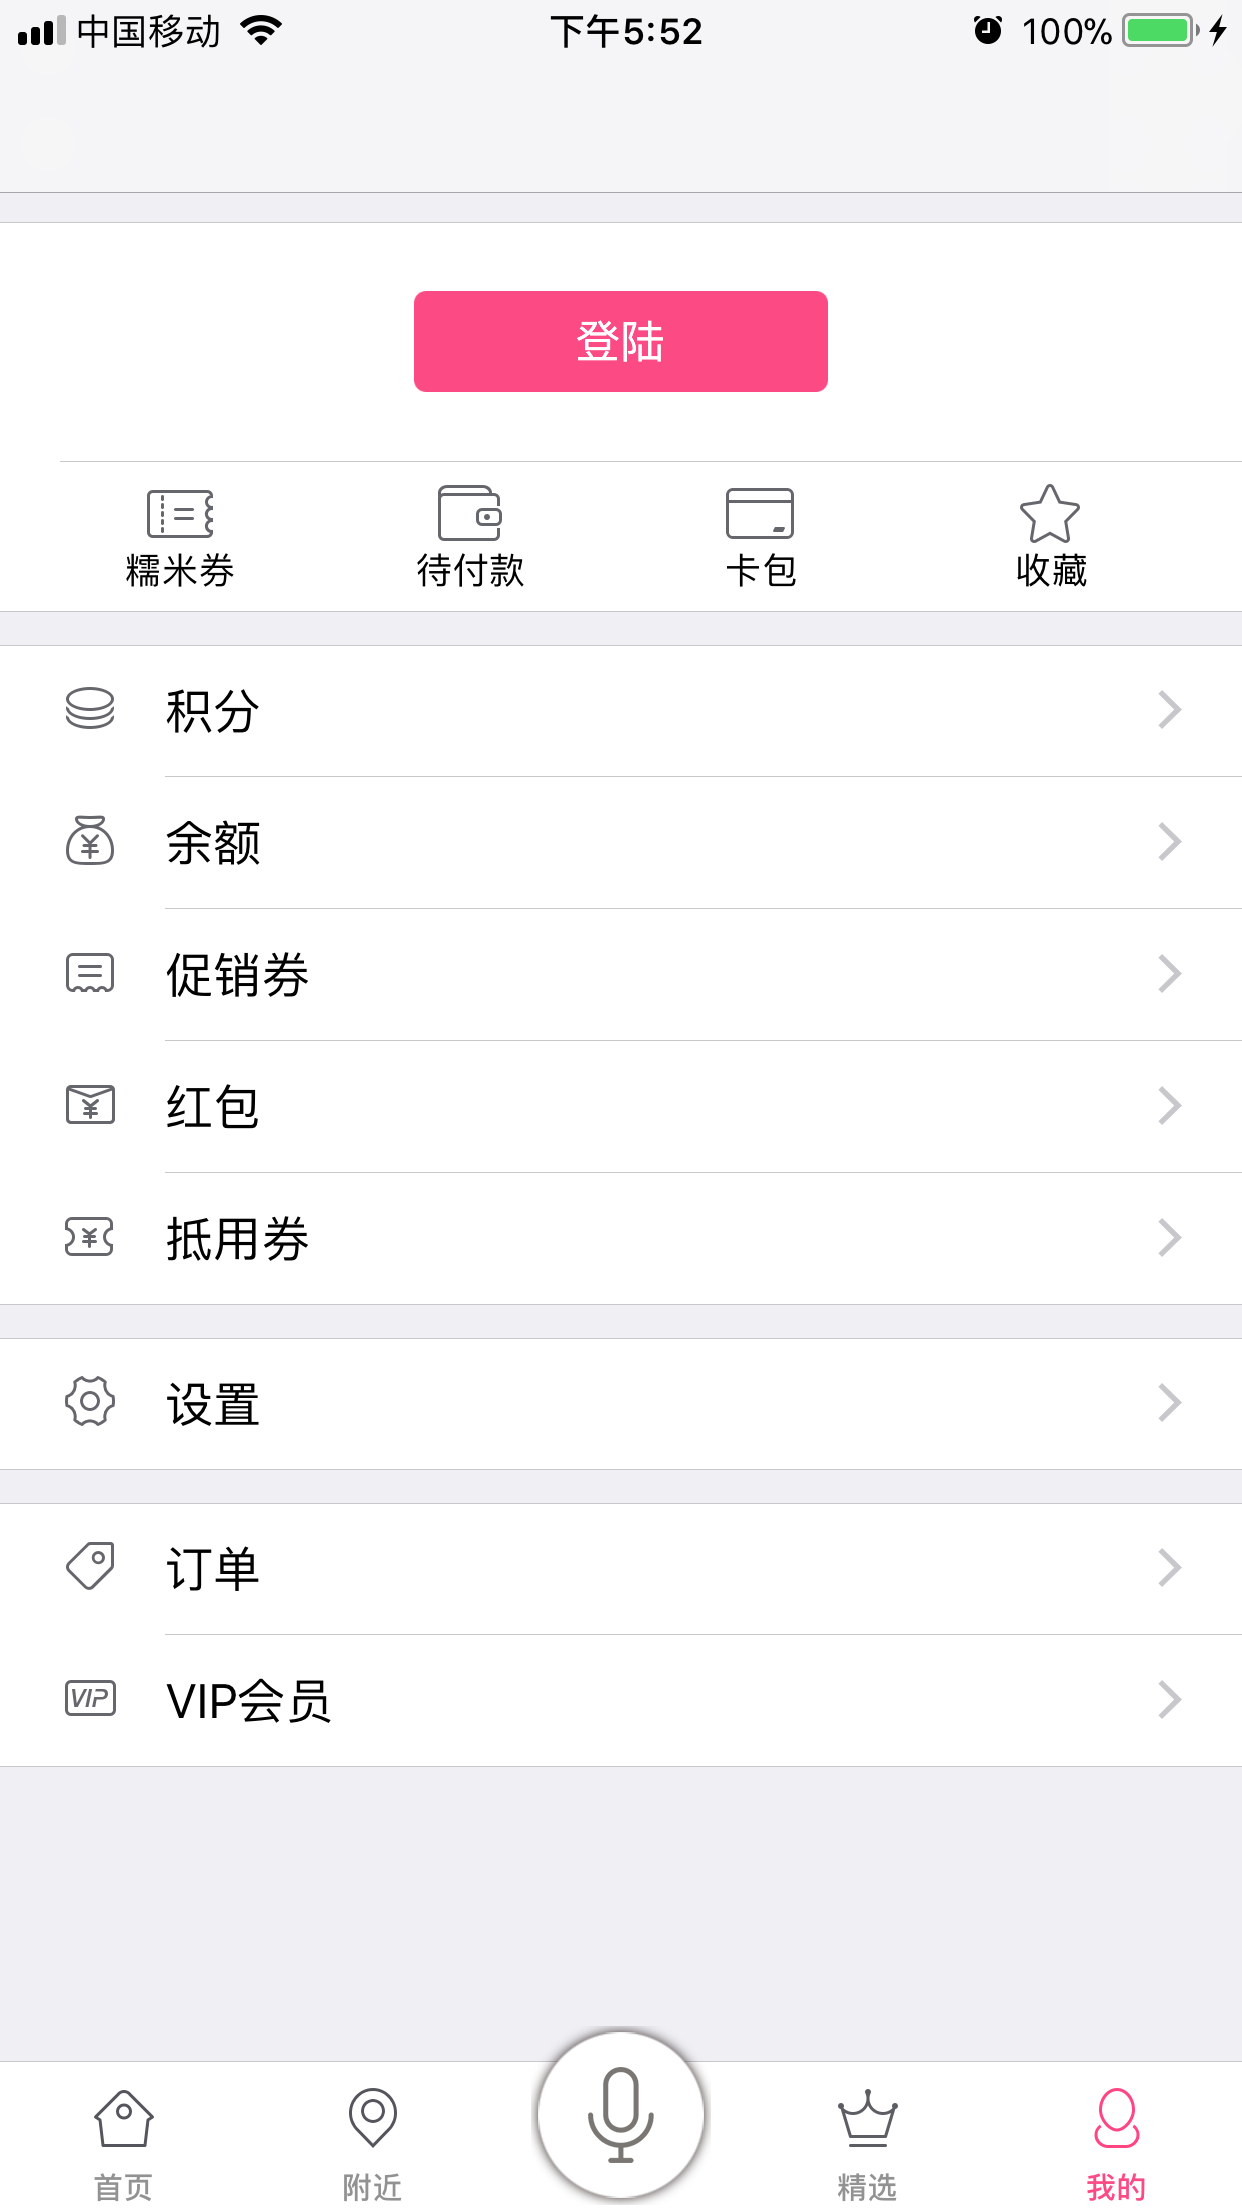 中国移动 下午5:52 100%
登陆
糯米券 待付款 卡包 收藏
积分
余额
促销券
红包
抵用券
设置
订单
VIP VIP会员
首页 附近 精选 我的